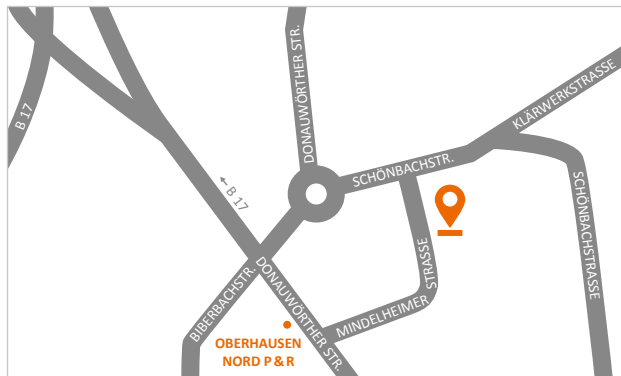 DONAUWÖRTHER STR.
KLÄRWERKSTRASSE
B 17
SCHÖNBACHSTR.
← B 17
SCHÖNBACHSTRASSE
MINDELHEIMER STRASSE
BIBERBACHSTR.
DONAUWÖRTHER STR.
OBERHAUSEN
NORD P & R